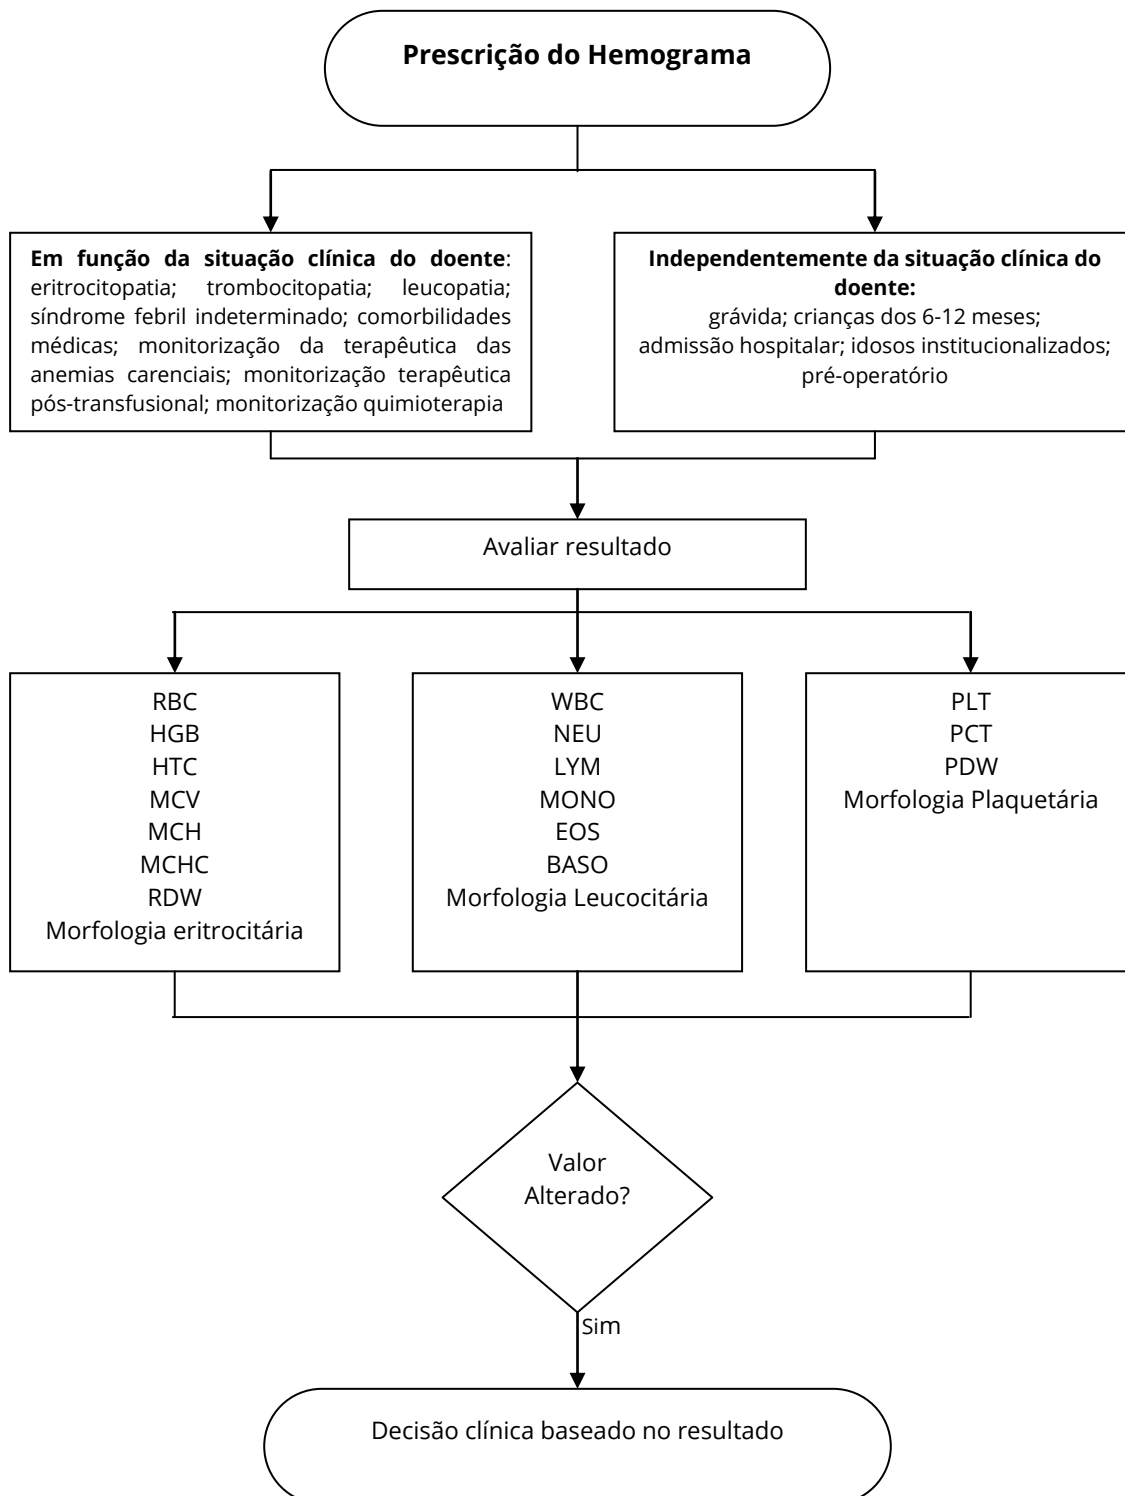 Prescrição do Hemograma
Em função da situação clínica do doente:
eritrocitopatia; trombocitopatia; leucopatia;
síndrome febril indeterminado; comorbilidades
médicas; monitorização da terapêutica das
anemias carenciais; monitorização terapêutica
pós-transfusional; monitorização quimioterapia
Independentemente da situação clínica do
doente:
grávida; crianças dos 6-12 meses;
admissão hospitalar; idosos institucionalizados;
pré-operatório
Avaliar resultado
RBC
HGB
HTC
MCV
MCH
MCHC
RDW
Morfologia eritrocitária
WBC
NEU
LYM
MONO
EOS
BASO
Morfologia Leucocitária
PLT
PCT
PDW
Morfologia Plaquetária
Valor
Alterado?
Sim
Decisão clínica baseado no resultado